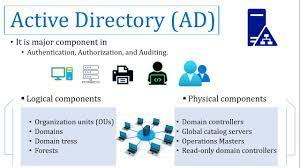 Active Directory (AD)
• It is major component in
• Authentication, Authorization, and Auditing.
Logical components
Physical components
• Organization units (OUs)
• Domains
• Domain tress
• Forests
• Domain controllers
• Global catalog servers
• Operations Masters
• Read-only domain controllers